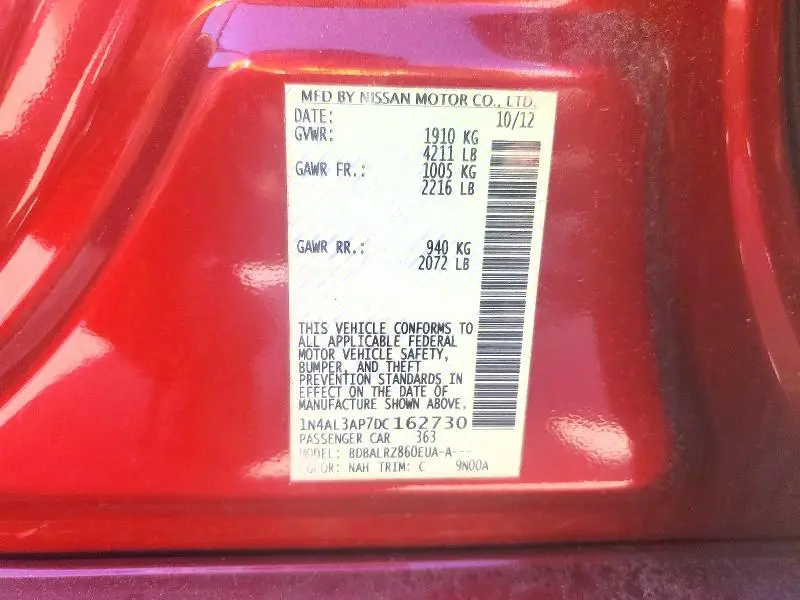 MFD BY NISSAN MOTOR CO., LTD.
DATE: 10/12
GVWR: 1910 KG
4211 LB
GAWR FR.: 1005 KG
2216 LB
GAWR RR.: 940 KG
2072 LB
THIS VEHICLE CONFORMS TO
ALL APPLICABLE FEDERAL
MOTOR VEHICLE SAFETY,
BUMPER, AND THEFT
PREVENTION STANDARDS IN
EFFECT ON THE DATE OF
MANUFACTURE SHOWN ABOVE.
1N4AL3AP7DC162730
PASSENGER CAR 363
MODEL: BDBALRZ860EUA-A---
COLOR: NAH TRIM: C 9N00A